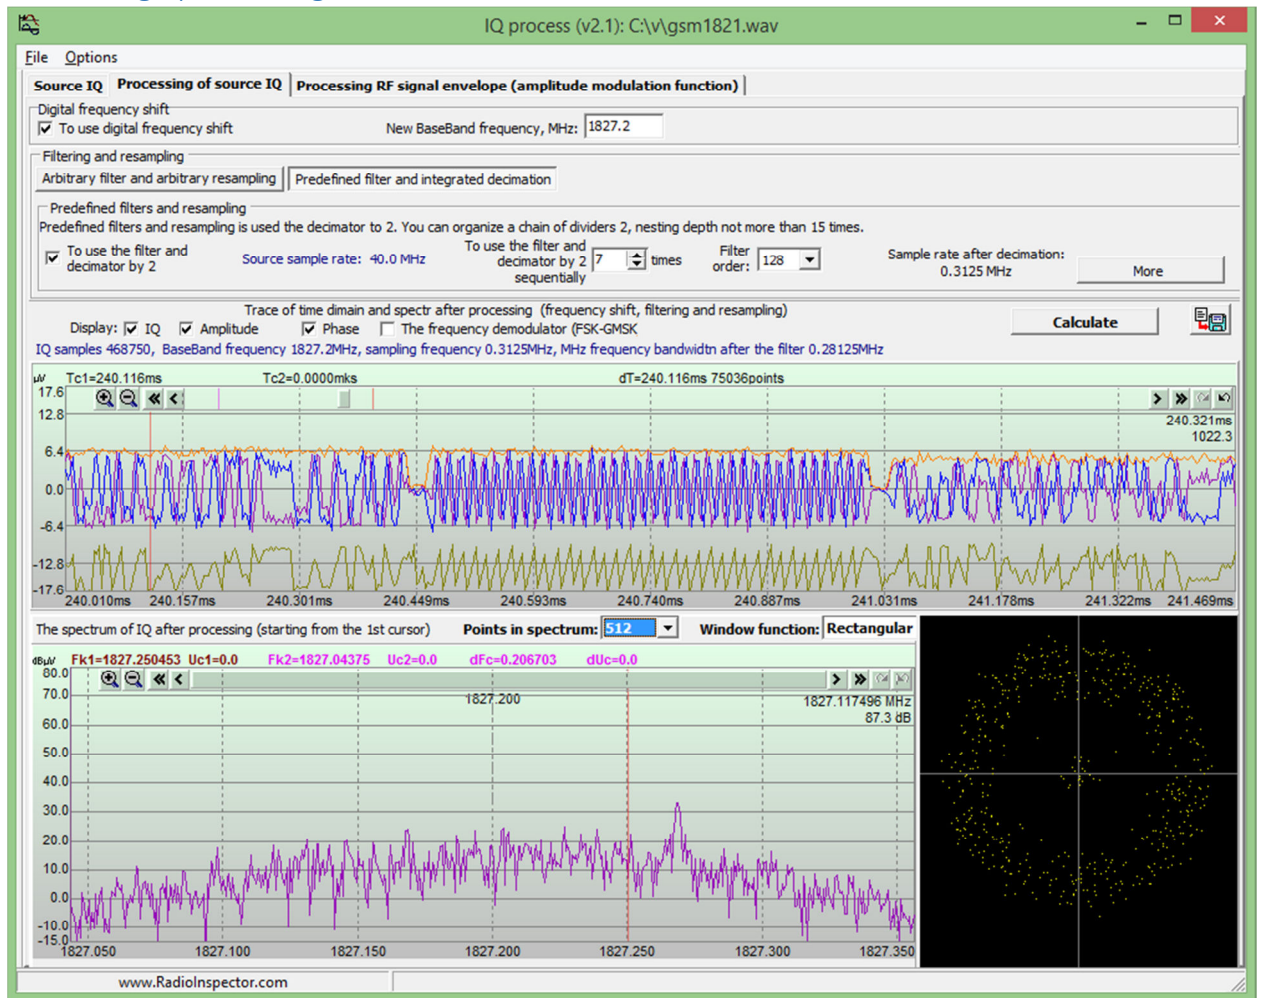 IQ process (v2.1): C:\v\gsm1821.wav
File Options
Source IQ Processing of source IQ Processing RF signal envelope (amplitude modulation function)
Digital frequency shift
To use digital frequency shift New BaseBand frequency, MHz: 1827.2
Filtering and resampling
Arbitrary filter and arbitrary resampling Predefined filter and integrated decimation
Predefined filters and resampling
Predefined filters and resampling is used the decimator to 2. You can organize a chain of dividers 2, nesting depth not more than 15 times.
To use the filter and decimator by 2 Source sample rate: 40.0 MHz To use the filter and decimator by 2 sequentially 7 times Filter order: 128 Sample rate after decimation: 0.3125 MHz More
Trace of time dimain and spectr after processing (frequency shift, filtering and resampling)
Display: IQ Amplitude Phase The frequency demodulator (FSK-GMSK Calculate
IQ samples 468750, BaseBand frequency 1827.2MHz, sampling frequency 0.3125MHz, MHz frequency bandwidtn after the filter 0.28125MHz
µV Tc1=240.116ms Tc2=0.0000mks dT=240.116ms 75036points
17.6
12.8
240.321ms
1022.3
6.4
0.0
-6.4
-12.8
-17.6
240.010ms 240.157ms 240.301ms 240.449ms 240.593ms 240.740ms 240.887ms 241.031ms 241.178ms 241.322ms 241.469ms
The spectrum of IQ after processing (starting from the 1st cursor) Points in spectrum: 512 Window function: Rectangular
dBµV Fk1=1827.250453 Uc1=0.0 Fk2=1827.04375 Uc2=0.0 dFc=0.206703 dUc=0.0
80.0
70.0
1827.200 1827.117496 MHz
87.3 dB
60.0
50.0
40.0
30.0
20.0
10.0
0.0
-10.0
-15.0
1827.050 1827.100 1827.150 1827.200 1827.250 1827.300 1827.350
www.RadioInspector.com